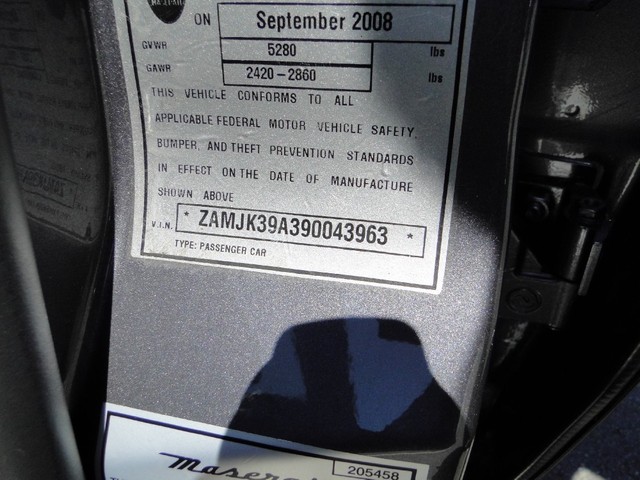 ON September 2008
GVWR 5280 lbs
GAWR 2420-2860 lbs
THIS VEHICLE CONFORMS TO ALL
APPLICABLE FEDERAL MOTOR VEHICLE SAFETY,
BUMPER, AND THEFT PREVENTION STANDARDS
IN EFFECT ON THE DATE OF MANUFACTURE
SHOWN ABOVE
V.I.N. * ZAMJK39A390043963 *
TYPE: PASSENGER CAR
205458
Maserati